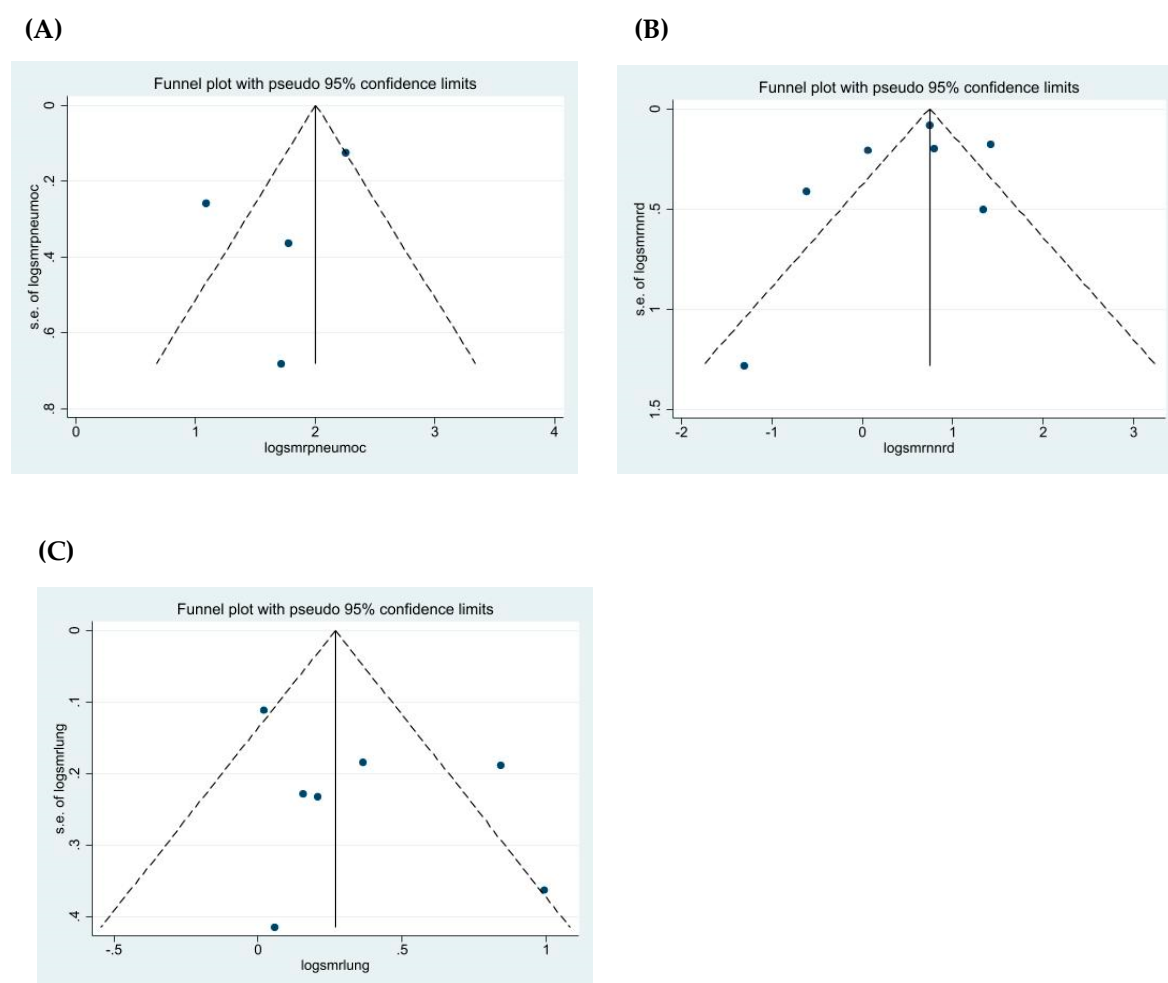 (A)
Funnel plot with pseudo 95% confidence limits
s.e. of logsmrpneumoc
0
.2
.4
.6
.8
0 1 2 3 4
logsmrpneumoc
(B)
Funnel plot with pseudo 95% confidence limits
s.e. of logsmrnnrd
0
.5
1
1.5
-2 -1 0 1 2 3
logsmrnnrd
(C)
Funnel plot with pseudo 95% confidence limits
s.e. of logsmrlung
0
.1
.2
.3
.4
-.5 0 .5 1
logsmrlung